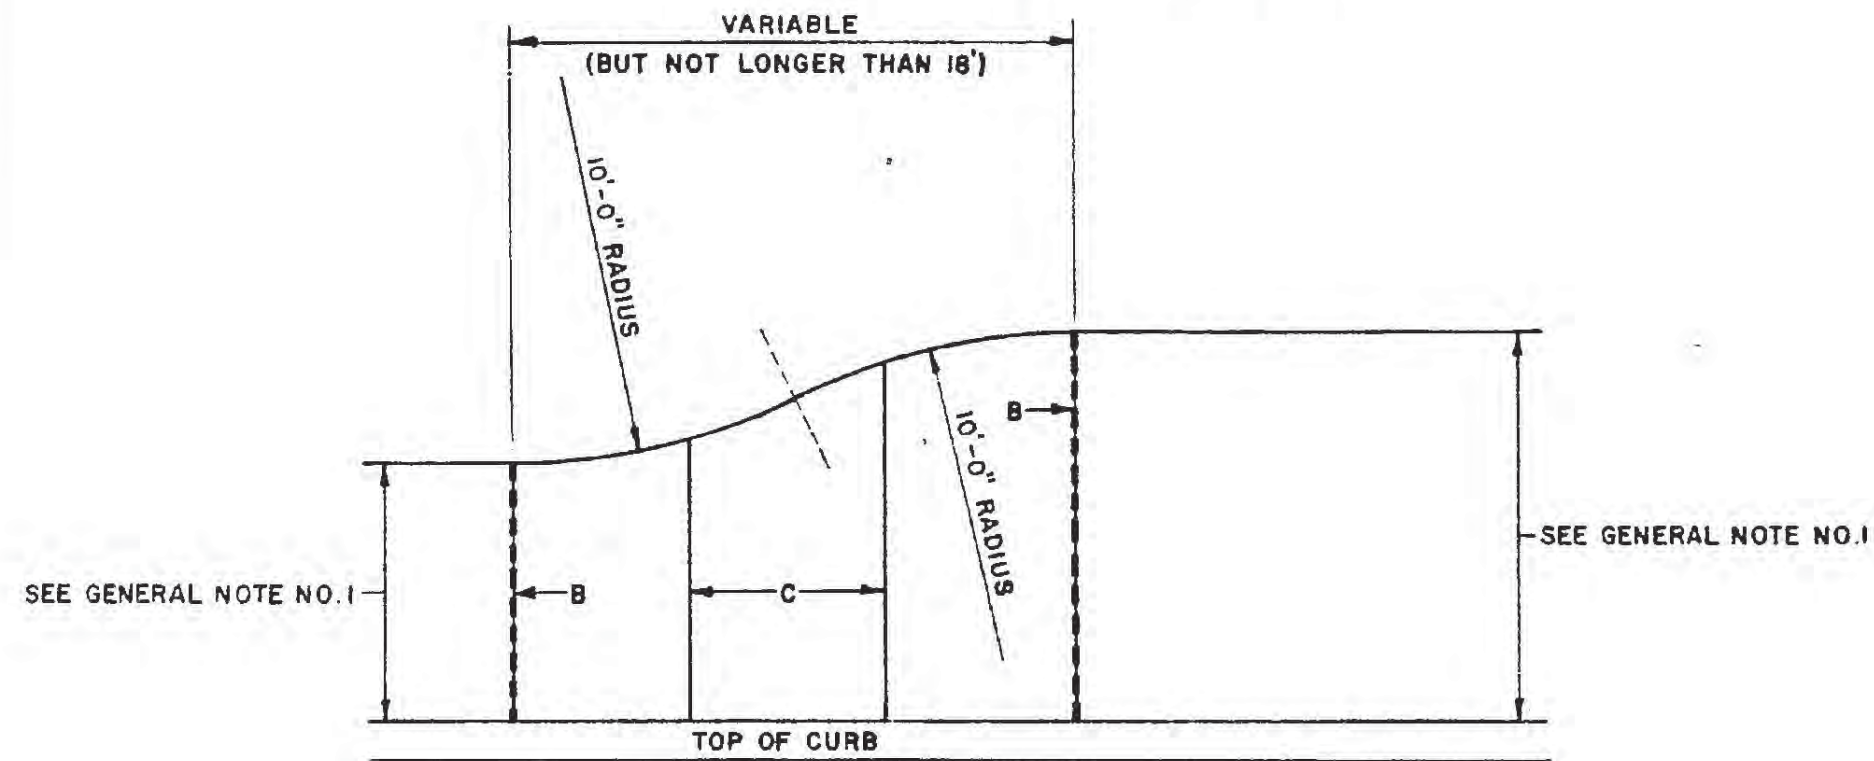 VARIABLE
(BUT NOT LONGER THAN 18')
10'-0" RADIUS
B
10'-0" RADIUS
SEE GENERAL NOTE NO.1
SEE GENERAL NOTE NO.1
B
C
TOP OF CURB